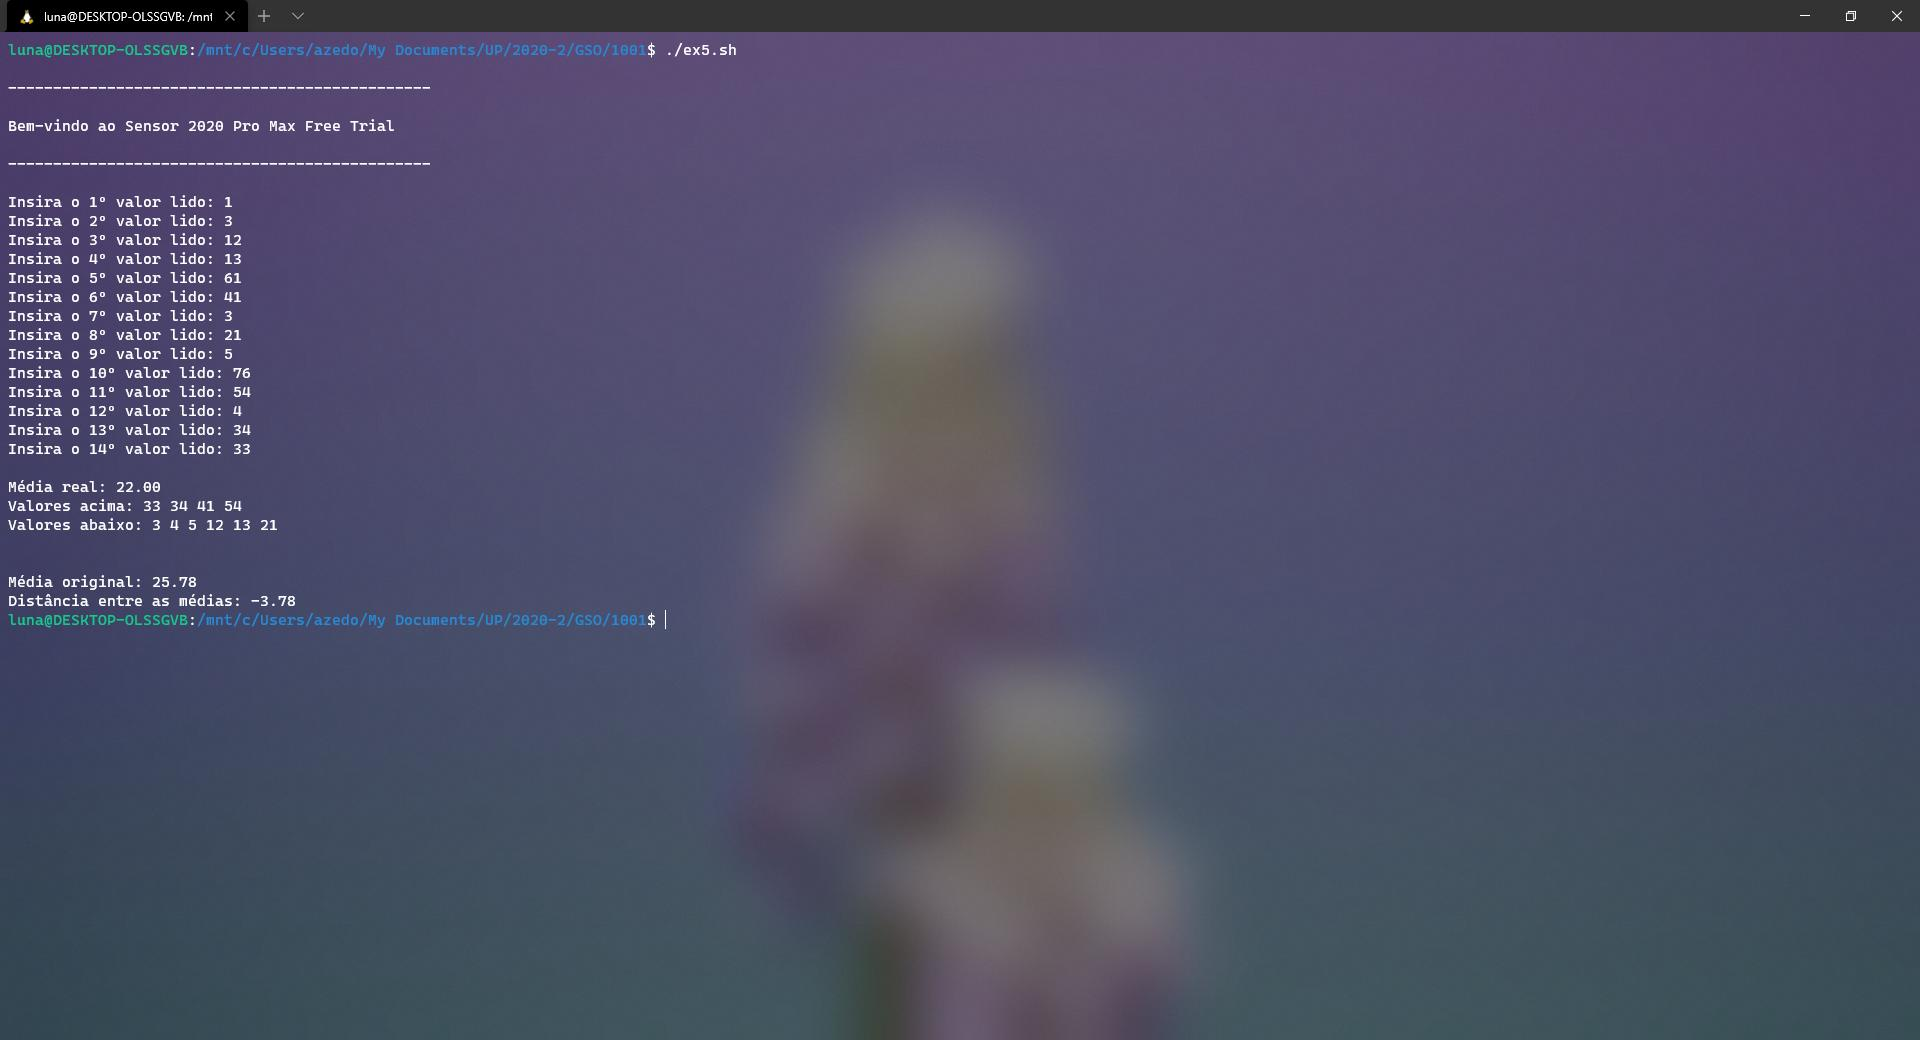 luna@DESKTOP-OLSSGVB: /mnt
luna@DESKTOP-OLSSGVB:/mnt/c/Users/azedo/My Documents/UP/2020-2/GSO/1001$ ./ex5.sh
-----------------------------------------------
Bem-vindo ao Sensor 2020 Pro Max Free Trial
-----------------------------------------------
Insira o 1º valor lido: 1
Insira o 2º valor lido: 3
Insira o 3º valor lido: 12
Insira o 4º valor lido: 13
Insira o 5º valor lido: 61
Insira o 6º valor lido: 41
Insira o 7º valor lido: 3
Insira o 8º valor lido: 21
Insira o 9º valor lido: 5
Insira o 10º valor lido: 76
Insira o 11º valor lido: 54
Insira o 12º valor lido: 4
Insira o 13º valor lido: 34
Insira o 14º valor lido: 33
Média real: 22.00
Valores acima: 33 34 41 54
Valores abaixo: 3 4 5 12 13 21
Média original: 25.78
Distância entre as médias: -3.78
luna@DESKTOP-OLSSGVB:/mnt/c/Users/azedo/My Documents/UP/2020-2/GSO/1001$